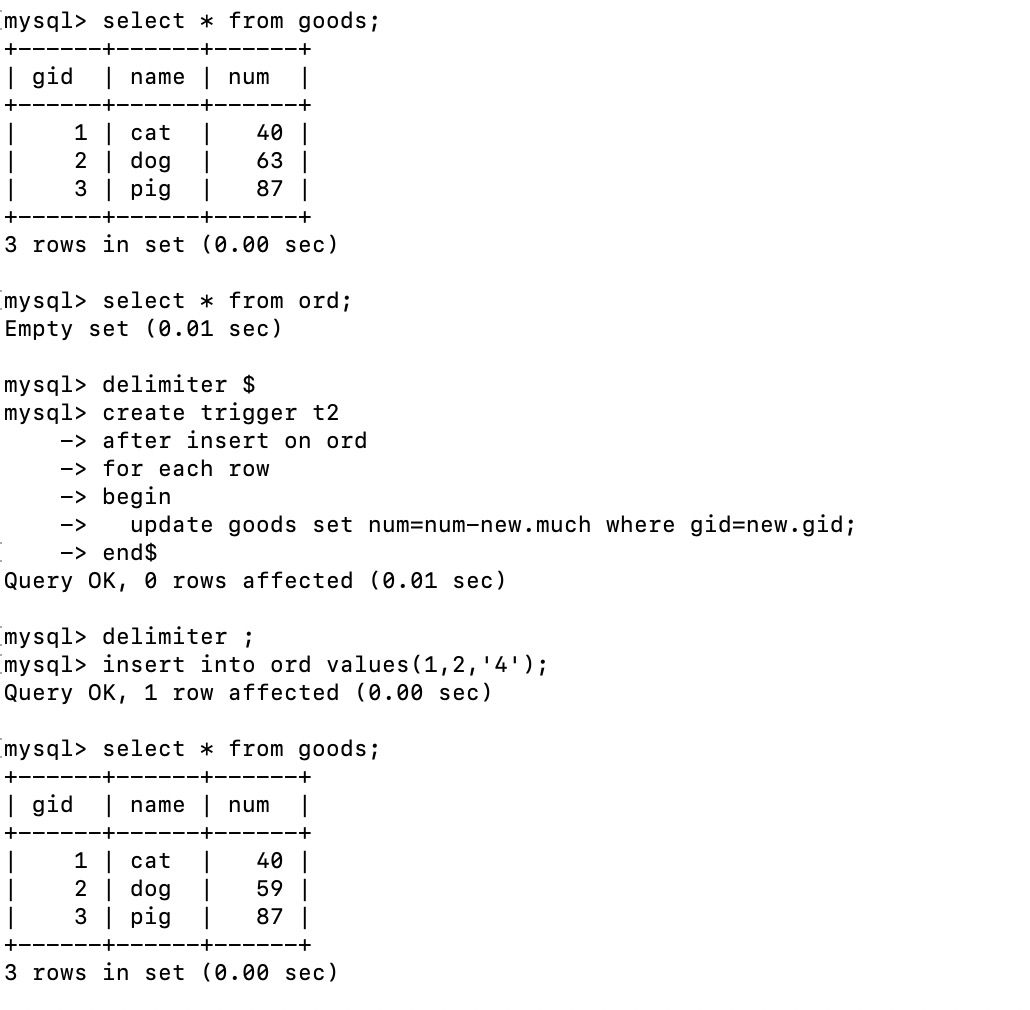 mysql> select * from goods;
+------+------+------+
| gid  | name | num  |
+------+------+------+
|    1 | cat  |   40 |
|    2 | dog  |   63 |
|    3 | pig  |   87 |
+------+------+------+
3 rows in set (0.00 sec)
mysql> select * from ord;
Empty set (0.01 sec)
mysql> delimiter $
mysql> create trigger t2
    -> after insert on ord
    -> for each row
    -> begin
    ->   update goods set num=num-new.much where gid=new.gid;
    -> end$
Query OK, 0 rows affected (0.01 sec)
mysql> delimiter ;
mysql> insert into ord values(1,2,'4');
Query OK, 1 row affected (0.00 sec)
mysql> select * from goods;
+------+------+------+
| gid  | name | num  |
+------+------+------+
|    1 | cat  |   40 |
|    2 | dog  |   59 |
|    3 | pig  |   87 |
+------+------+------+
3 rows in set (0.00 sec)